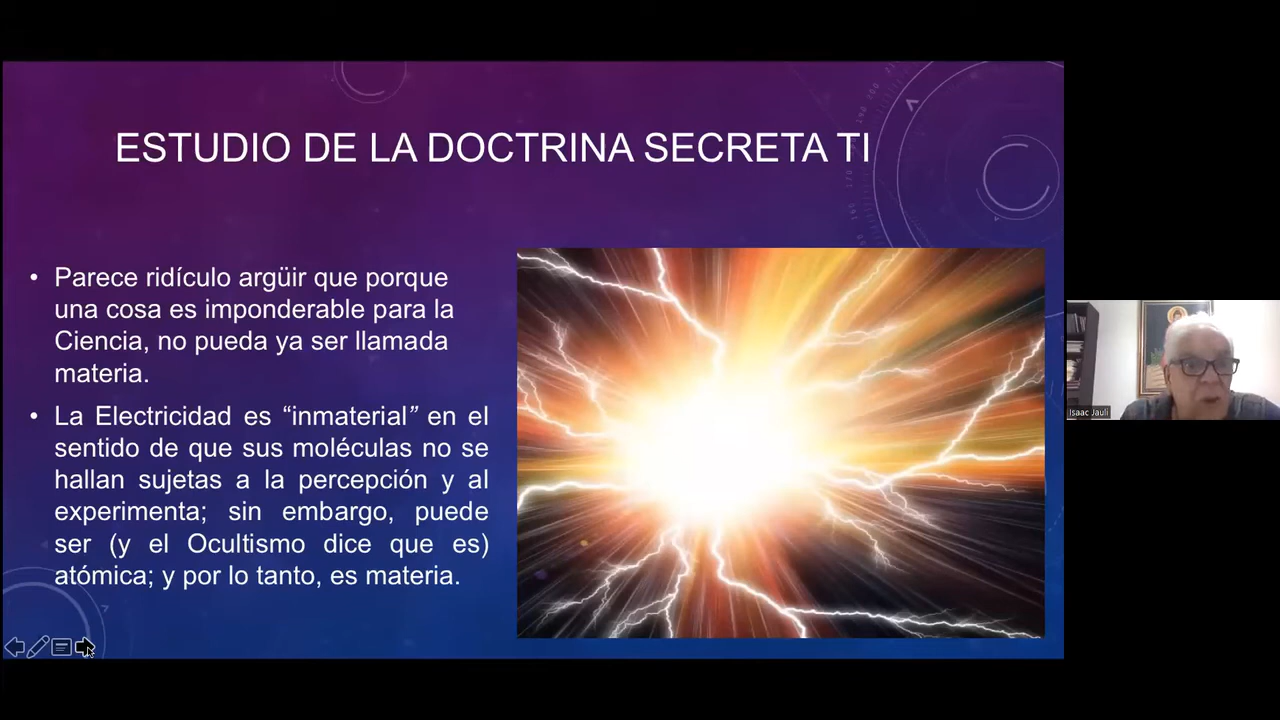 ESTUDIO DE LA DOCTRINA SECRETA TI
• Parece ridículo argüir que porque
una cosa es imponderable para la
Ciencia, no pueda ya ser llamada
materia.
• La Electricidad es “inmaterial” en el
sentido de que sus moléculas no se
hallan sujetas a la percepción y al
experimenta; sin embargo, puede
ser (y el Ocultismo dice que es)
atómica; y por lo tanto, es materia.
Isaac Jauli